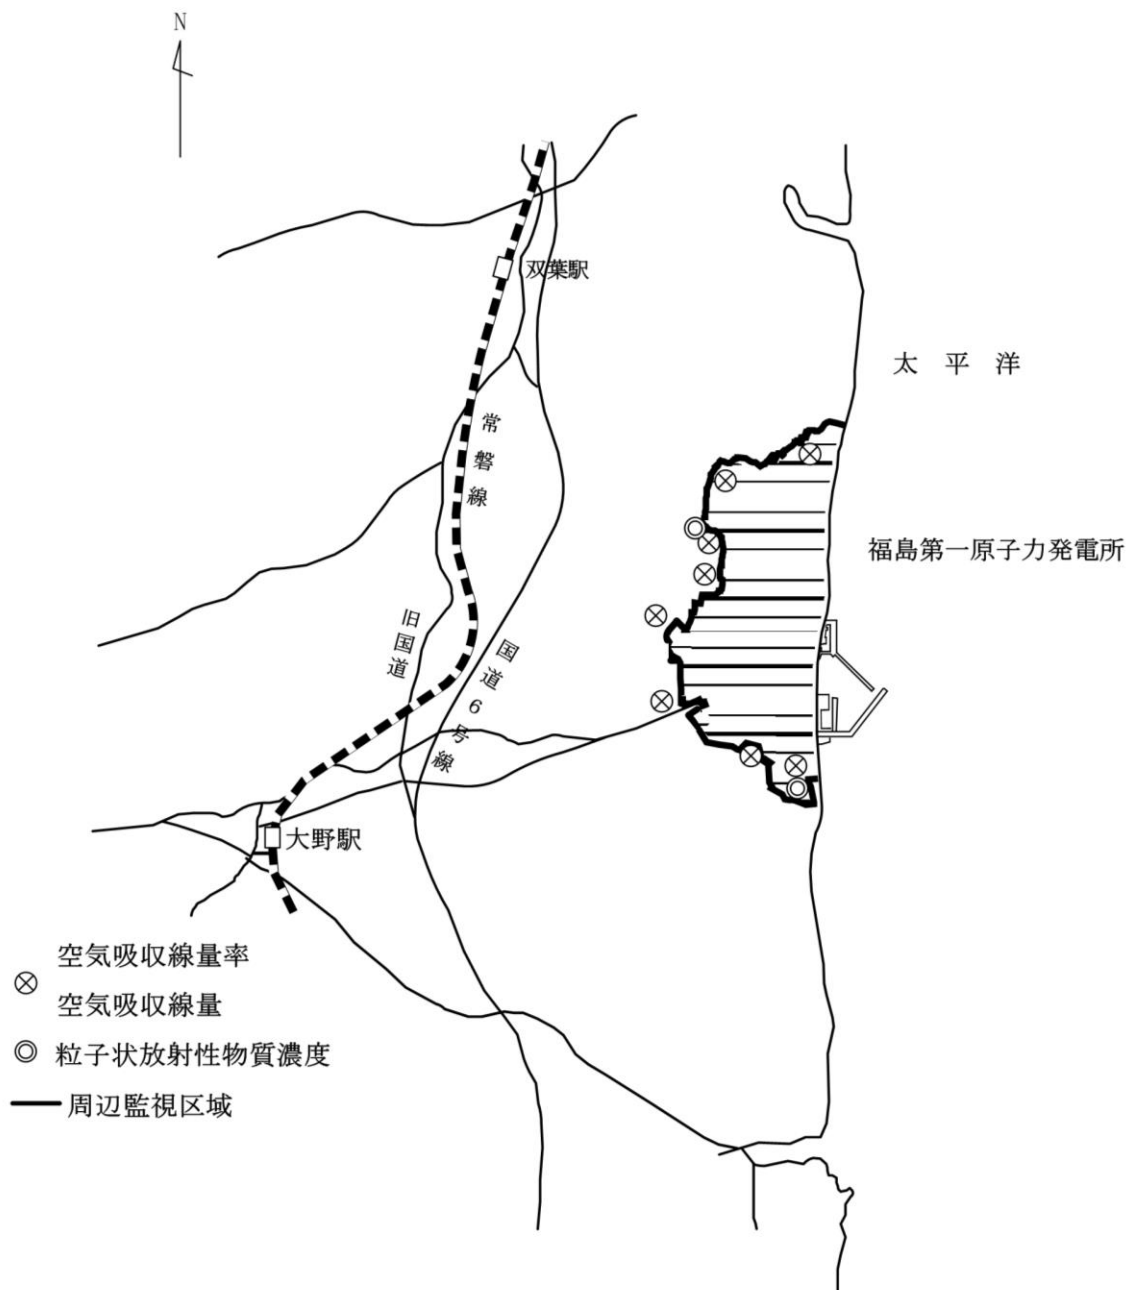 N
双葉駅
太平洋
常磐線
福島第一原子力発電所
旧国道
国道6号線
大野駅
空気吸収線量率
空気吸収線量
粒子状放射性物質濃度
周辺監視区域